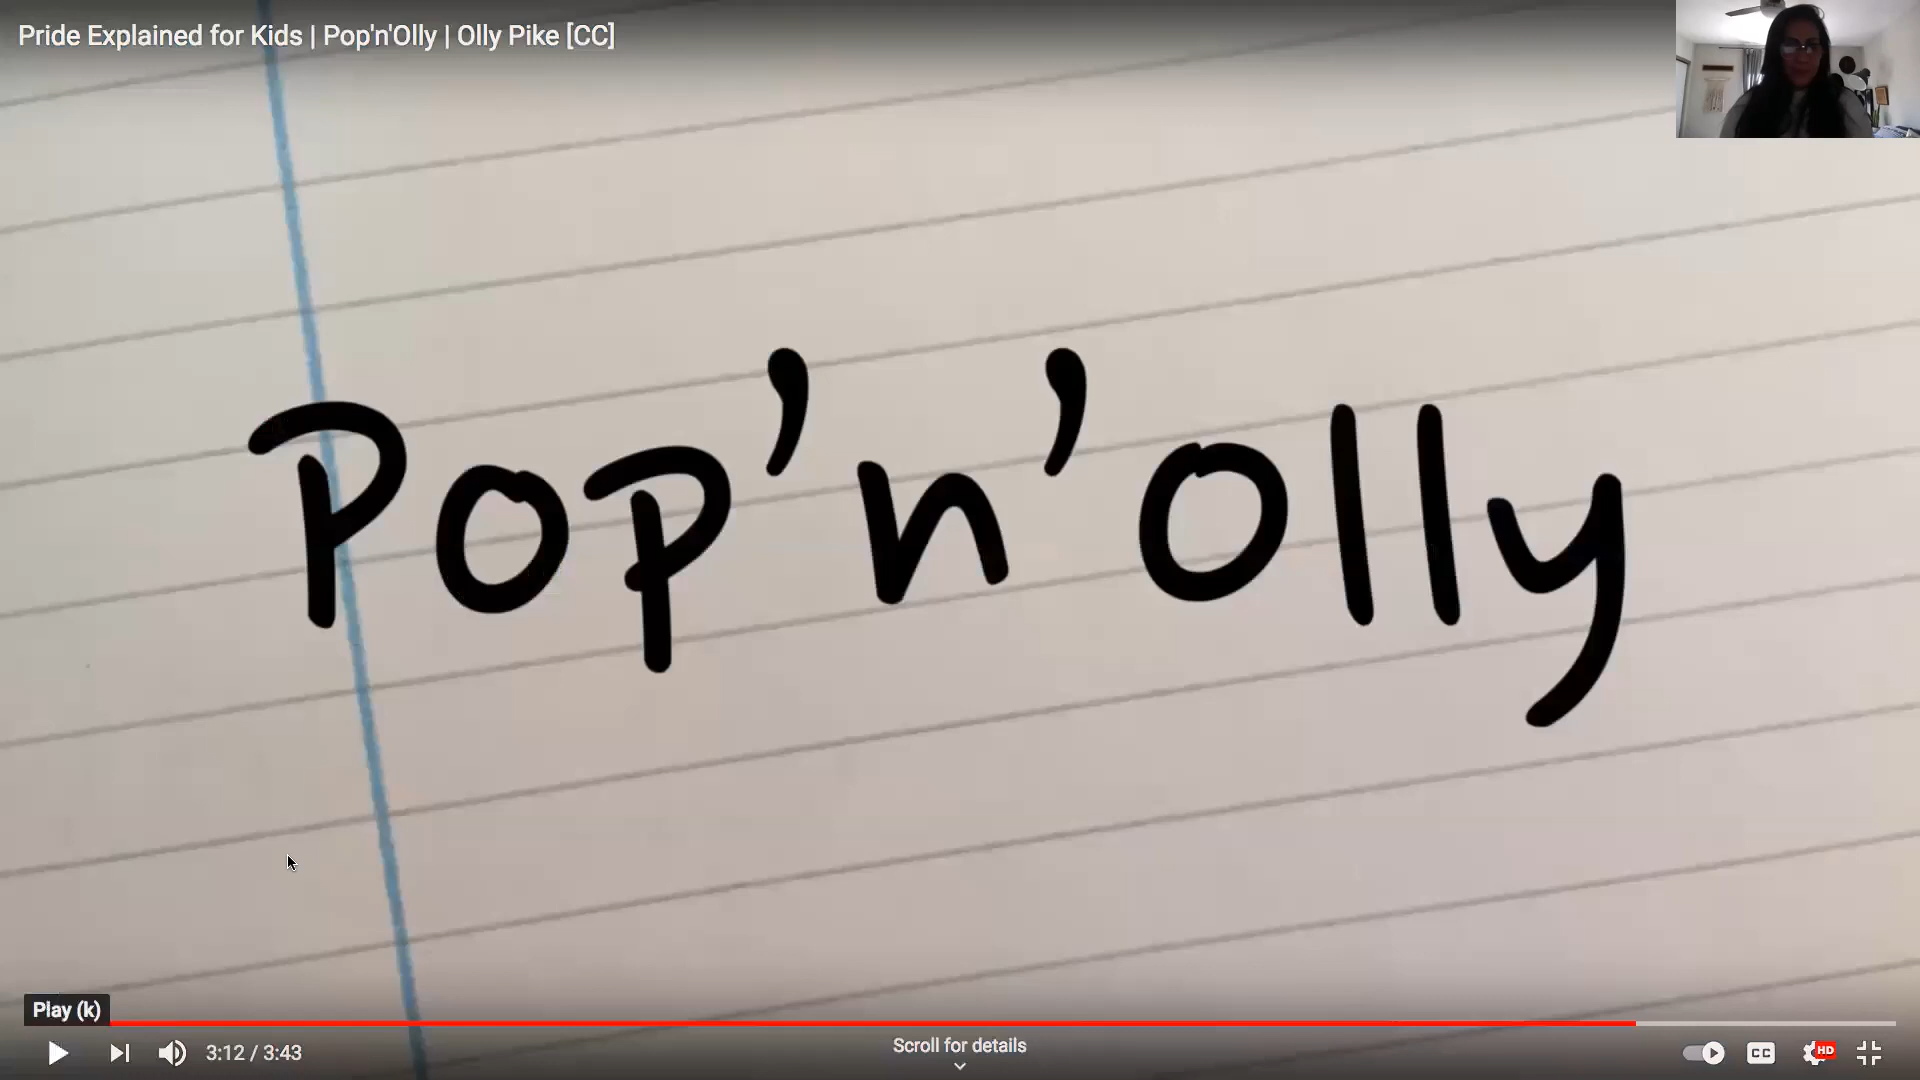 Pride Explained for Kids | Pop'n'Olly | Olly Pike [CC]
Pop'n'olly
Play (k)
3:12 / 3:43
Scroll for details
CC
HD